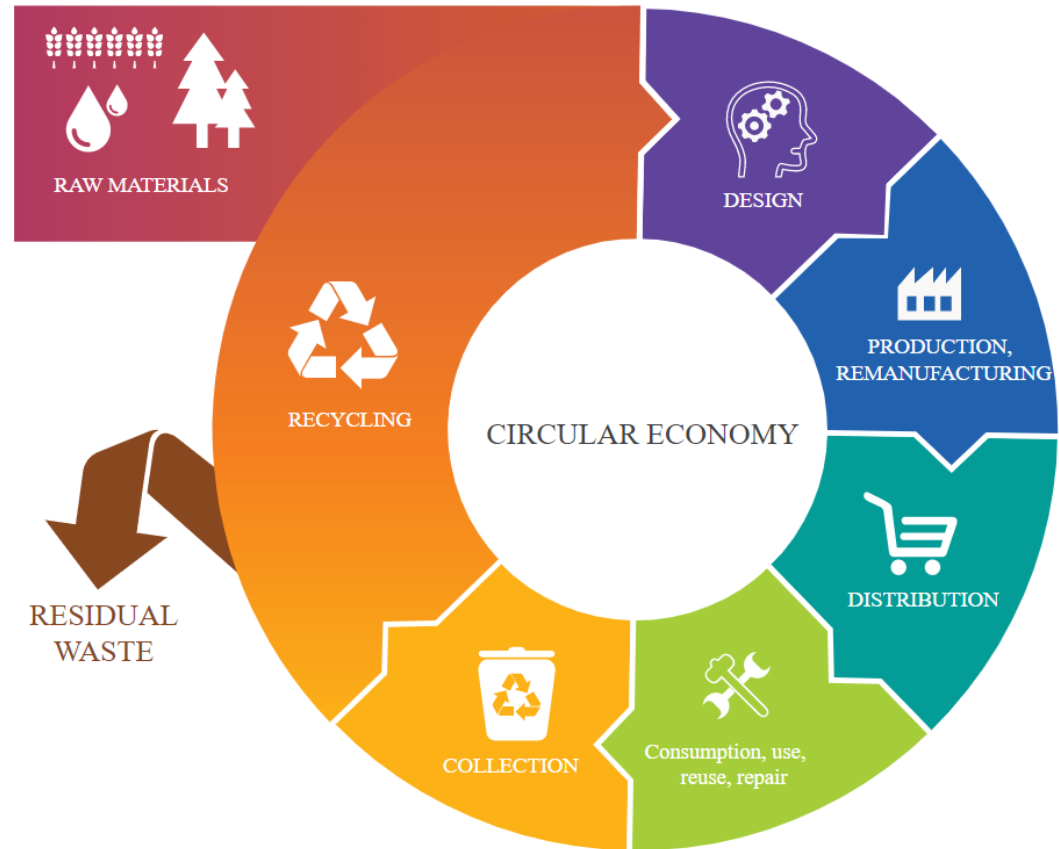 RAW MATERIALS
DESIGN
PRODUCTION,
REMANUFACTURING
RECYCLING
CIRCULAR ECONOMY
DISTRIBUTION
RESIDUAL
WASTE
Consumption, use,
reuse, repair
COLLECTION